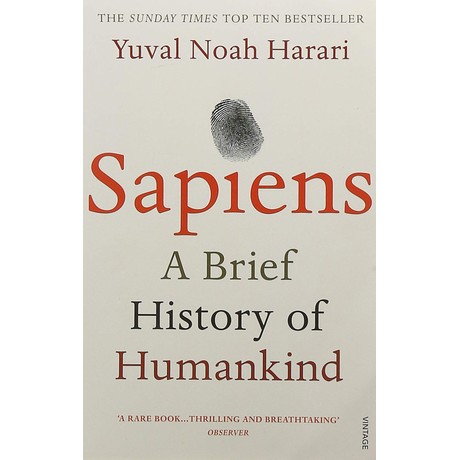 THE SUNDAY TIMES TOP TEN BESTSELLER
Yuval Noah Harari
Sapiens
A Brief
History of
Humankind
'A RARE BOOK...THRILLING AND BREATHTAKING'
OBSERVER
VINTAGE